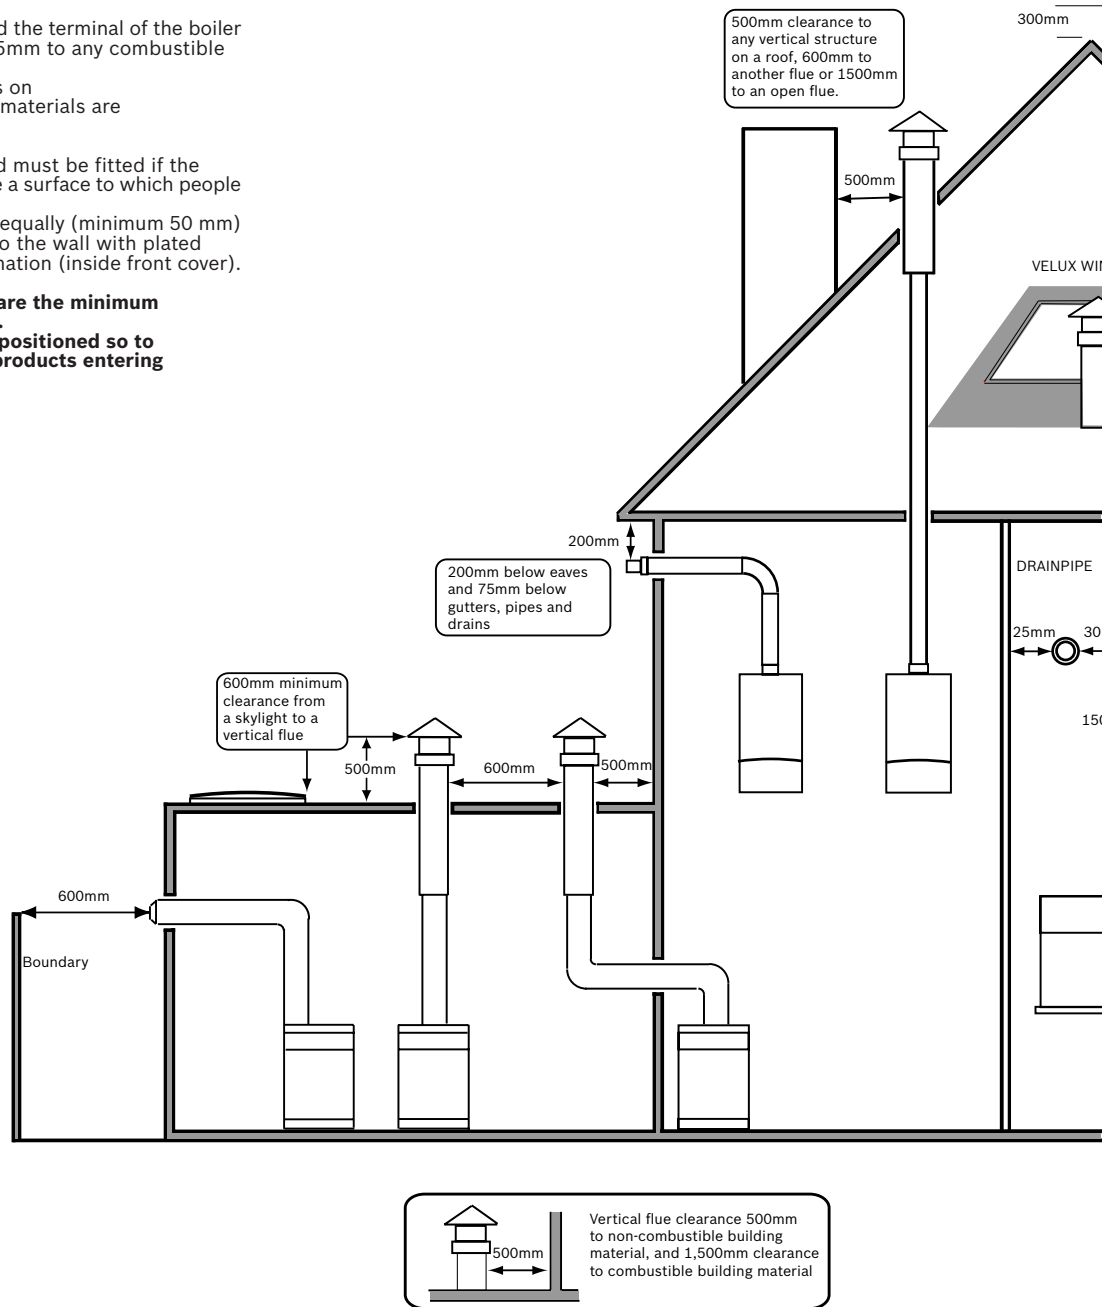 d the terminal of the boiler
5mm to any combustible
s on
materials are
d must be fitted if the
e a surface to which people
equally (minimum 50 mm)
o the wall with plated
nation (inside front cover).
are the minimum
.
positioned so to
products entering
500mm clearance to
any vertical structure
on a roof, 600mm to
another flue or 1500mm
to an open flue.
300mm
500mm
VELUX WIN
200mm
200mm below eaves
and 75mm below
gutters, pipes and
drains
DRAINPIPE
25mm
30
150
600mm minimum
clearance from
a skylight to a
vertical flue
500mm
600mm
500mm
600mm
Boundary
500mm
Vertical flue clearance 500mm
to non-combustible building
material, and 1,500mm clearance
to combustible building material